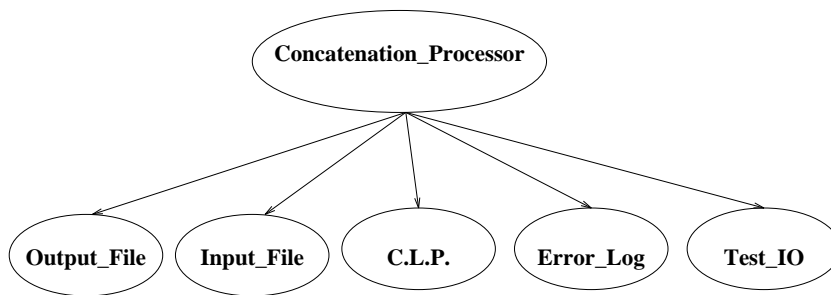 Concatenation_Processor
Output_File
Input_File
C.L.P.
Error_Log
Test_IO